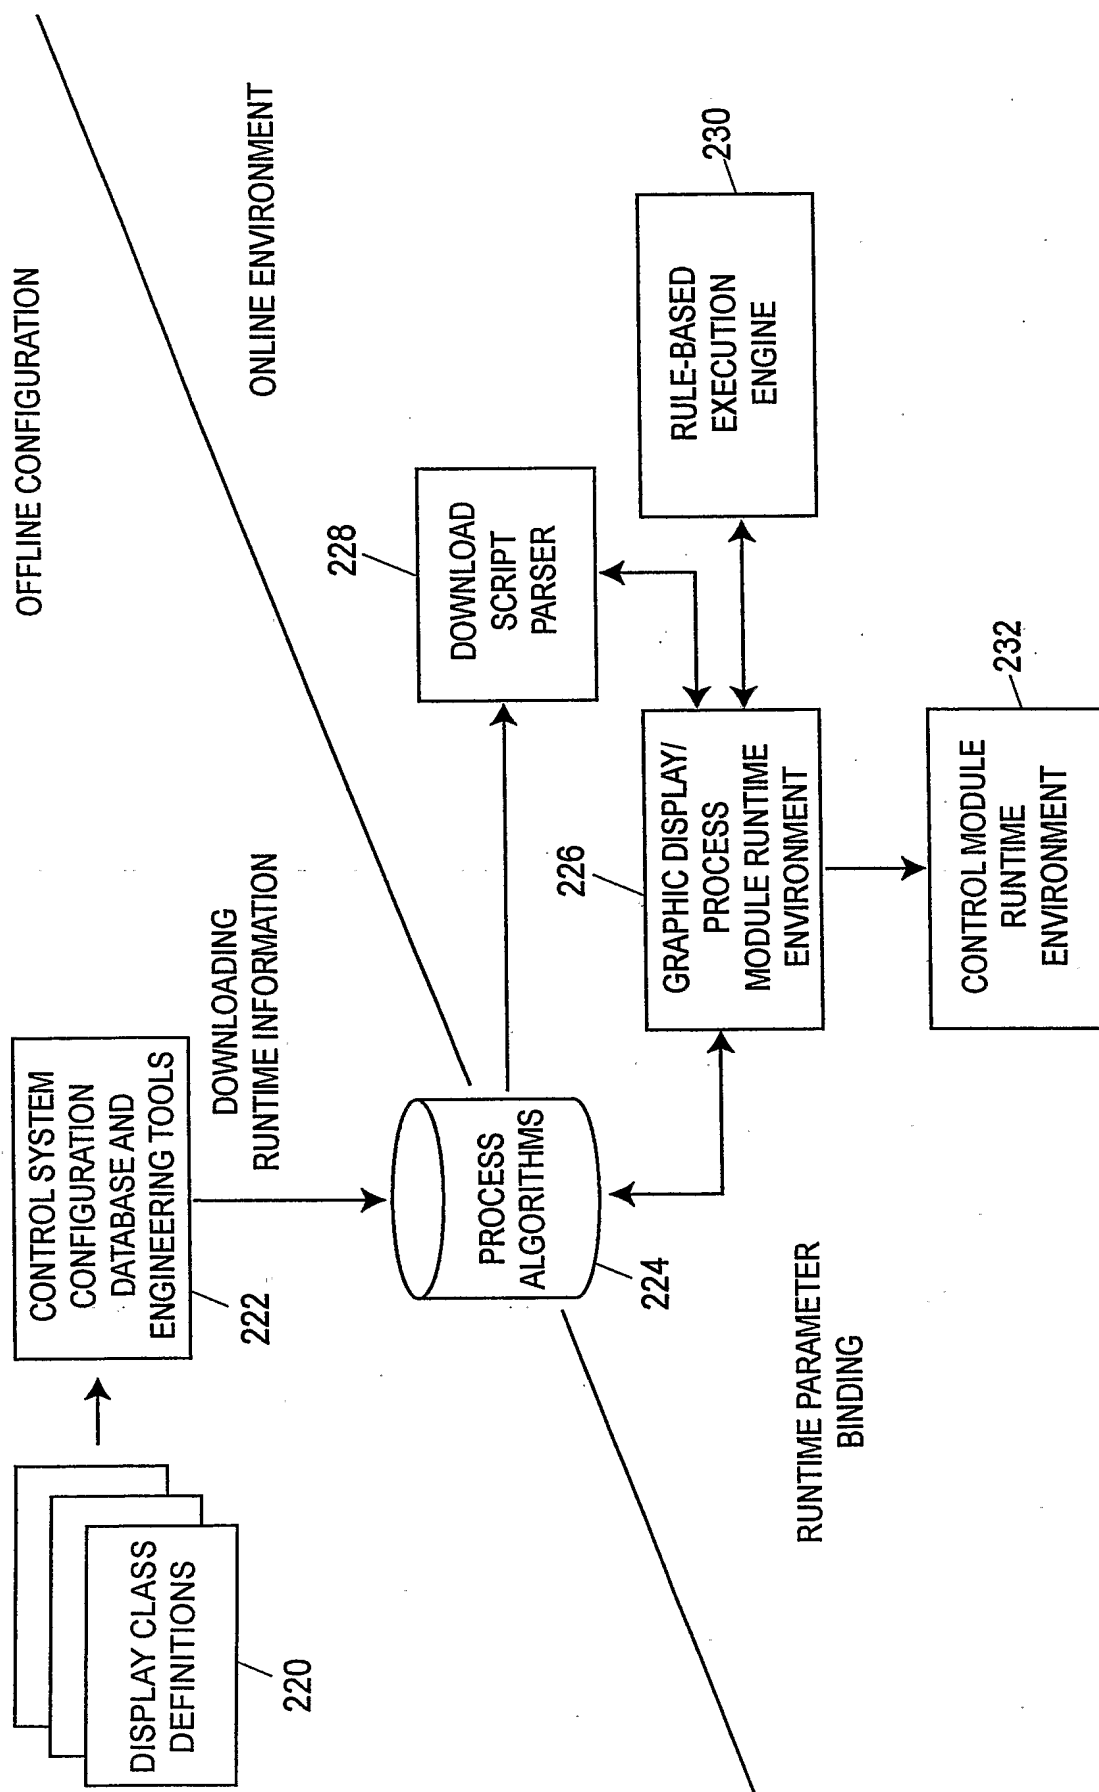 OFFLINE CONFIGURATION
ONLINE ENVIRONMENT
DISPLAY CLASS
DEFINITIONS
220
CONTROL SYSTEM
CONFIGURATION
DATABASE AND
ENGINEERING TOOLS
222
DOWNLOADING
RUNTIME INFORMATION
PROCESS
ALGORITHMS
224
DOWNLOAD
SCRIPT
PARSER
228
RULE-BASED
EXECUTION
ENGINE
230
GRAPHIC DISPLAY/
PROCESS
MODULE RUNTIME
ENVIRONMENT
226
CONTROL MODULE
RUNTIME
ENVIRONMENT
232
RUNTIME PARAMETER
BINDING